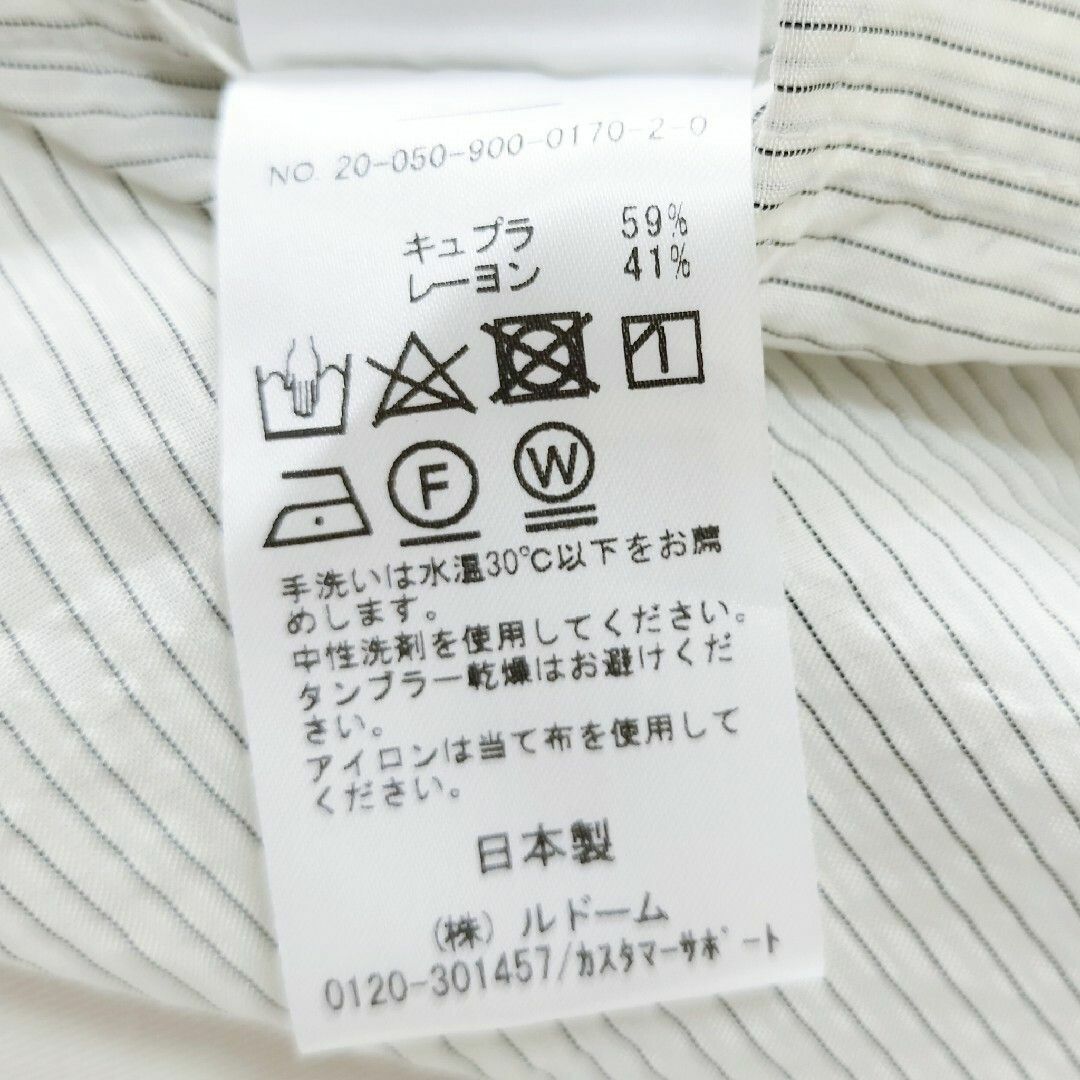 NO. 20-050-900-0170-2-0
キュプラ 59%
レーヨン 41%
F W
手洗いは水温30℃以下をお薦
めします。
中性洗剤を使用してください。
タンブラー乾燥はお避けくだ
さい。
アイロンは当て布を使用して
ください。
日本製
(株) ルドーム
0120-301457/カスタマーサポート